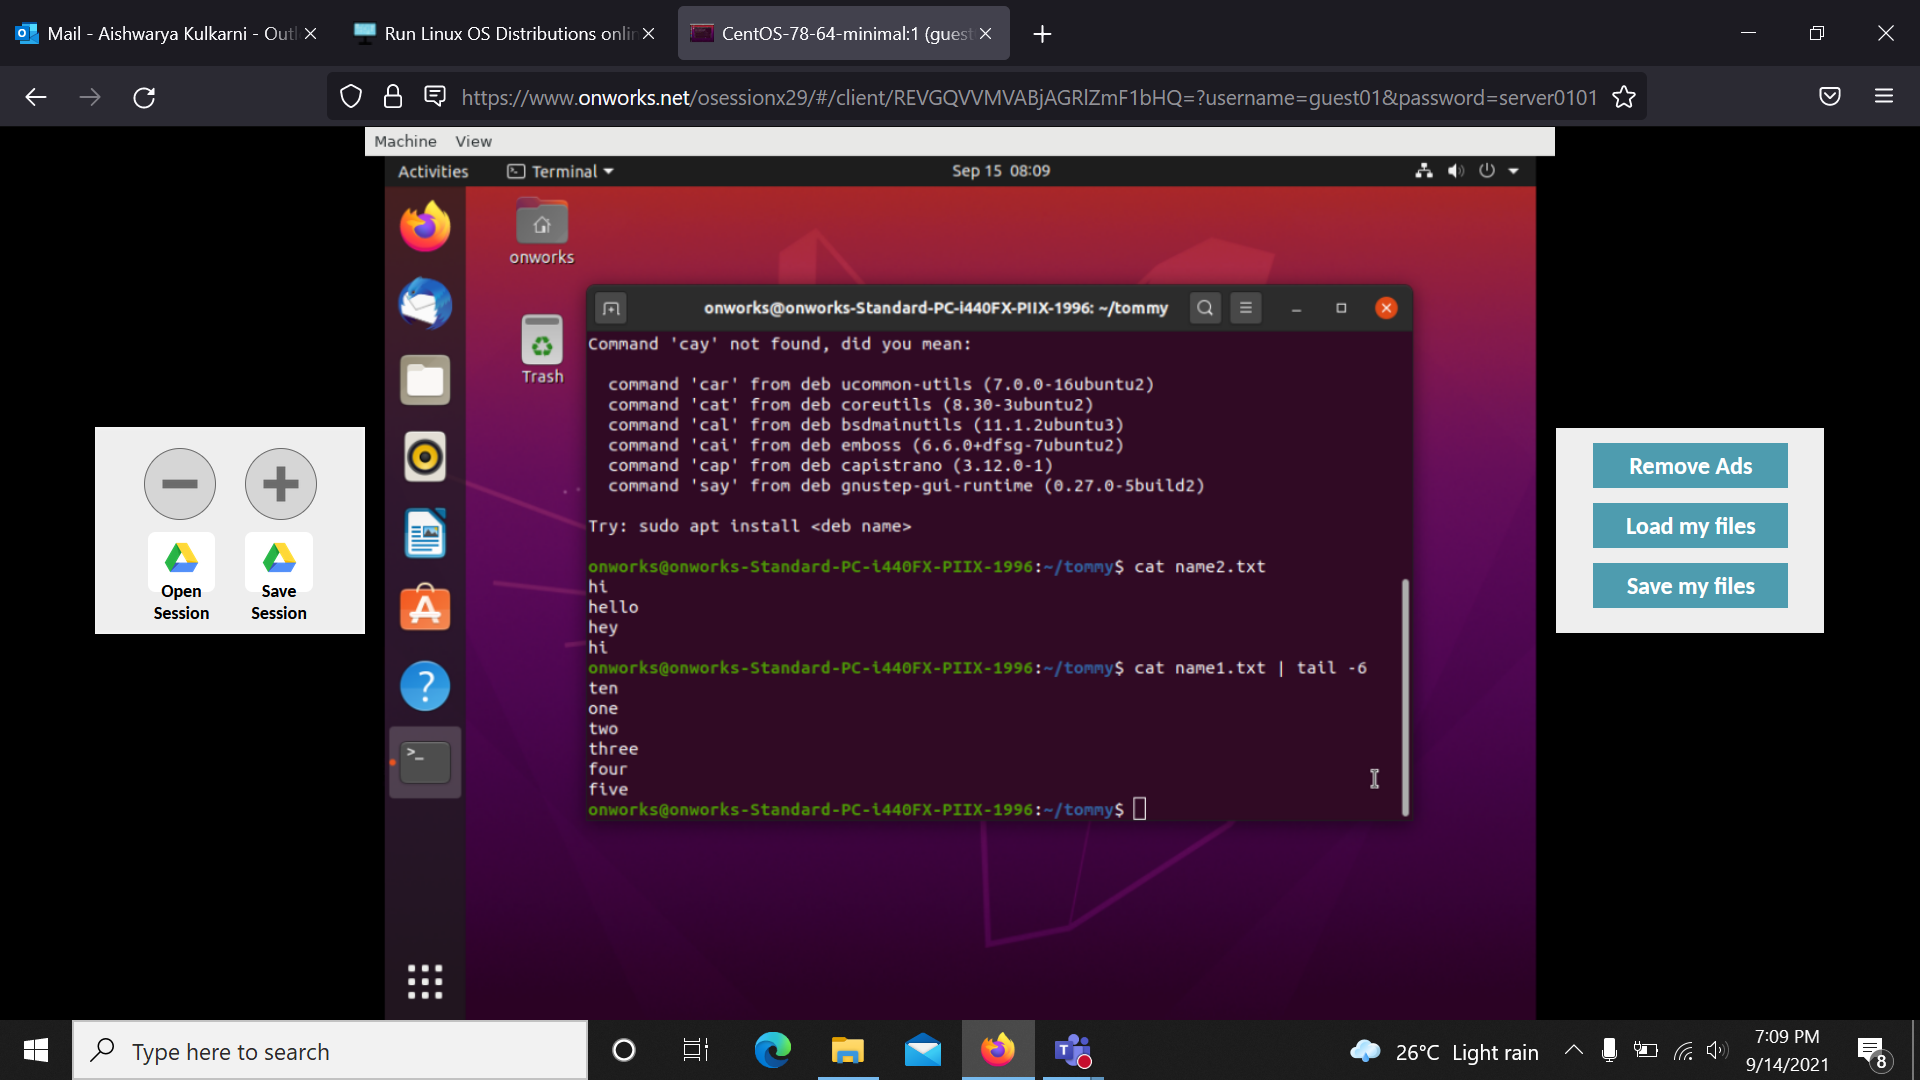 Mail - Aishwarya Kulkarni - Outl
Run Linux OS Distributions onlin
CentOS-78-64-minimal:1 (guest
https://www.onworks.net/osessionx29/#/client/REVGQVVMVABjAGRlZmF1bHQ=?username=guest01&password=server0101
Machine View
Activities
Terminal
Sep 15 08:09
onworks
Trash
onworks@onworks-Standard-PC-i440FX-PIIX-1996: ~/tommy
Command 'cay' not found, did you mean:
command 'car' from deb ucommon-utils (7.0.0-16ubuntu2)
command 'cat' from deb coreutils (8.30-3ubuntu2)
command 'cal' from deb bsdmainutils (11.1.2ubuntu3)
command 'cai' from deb emboss (6.6.0+dfsg-7ubuntu2)
command 'cap' from deb capistrano (3.12.0-1)
command 'say' from deb gnustep-gui-runtime (0.27.0-5build2)
Try: sudo apt install <deb name>
onworks@onworks-Standard-PC-i440FX-PIIX-1996:~/tommy$ cat name2.txt
hi
hello
hey
hi
onworks@onworks-Standard-PC-i440FX-PIIX-1996:~/tommy$ cat name1.txt | tail -6
ten
one
two
three
four
five
onworks@onworks-Standard-PC-i440FX-PIIX-1996:~/tommy$
Open
Session
Save
Session
Remove Ads
Load my files
Save my files
Type here to search
26°C Light rain
7:09 PM
9/14/2021
8